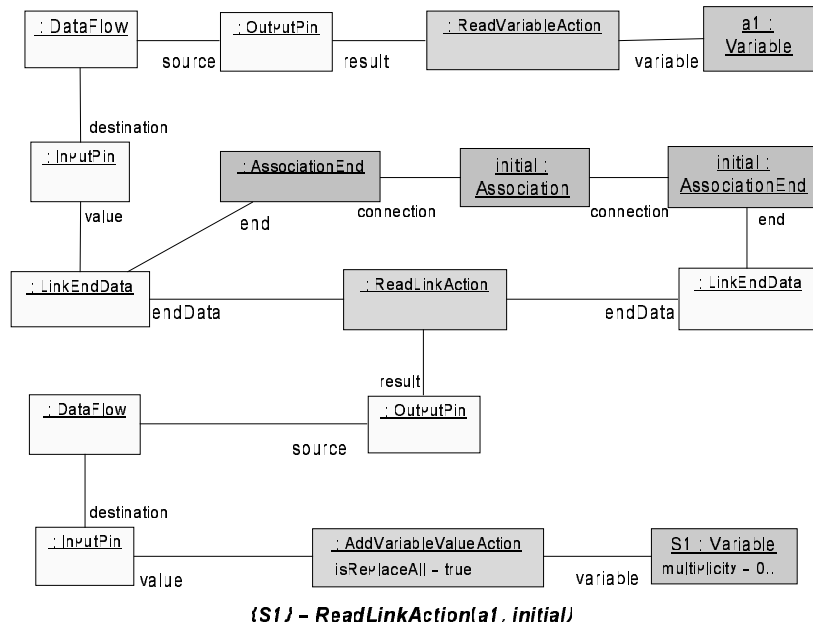 : DataFlow
: OutputPin
: ReadVariableAction
a1 :
Variable
source
result
variable
destination
: InputPin
: AssociationEnd
initial :
Association
initial :
AssociationEnd
value
end
connection
connection
end
: LinkEndData
: ReadLinkAction
: LinkEndData
endData
endData
result
: DataFlow
: OutputPin
source
destination
: InputPin
: AddVariableValueAction
isReplaceAll = true
S1 : Variable
multiplicity = 0..
value
variable
{S1} = ReadLinkAction(a1, initial)